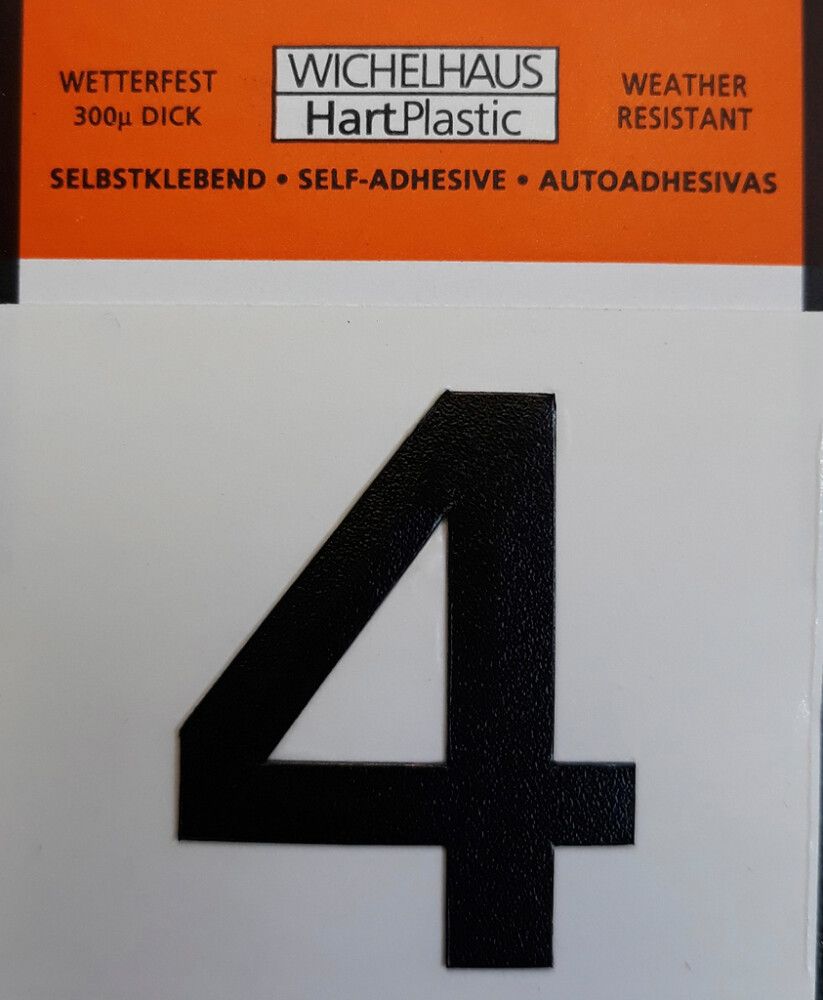 WETTERFEST
300µ DICK
WICHELHAUS
HartPlastic
WEATHER
RESISTANT
SELBSTKLEBEND • SELF-ADHESIVE • AUTOADHESIVAS
4